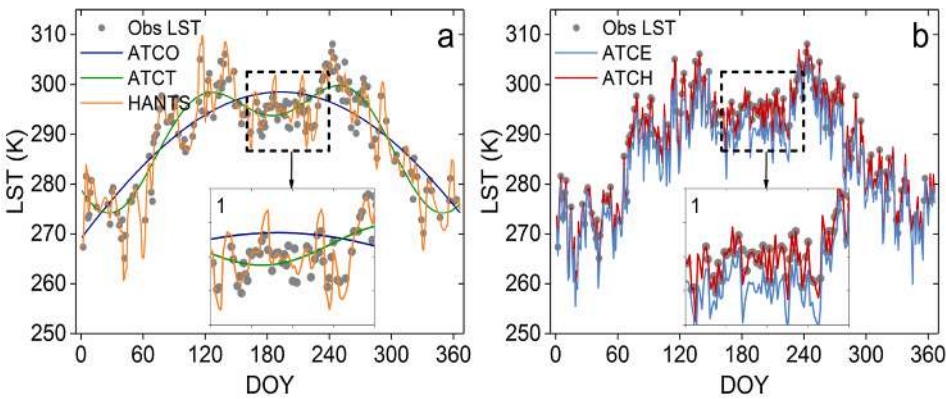 a
310
Obs LST
ATCO
ATCT
HANTS
300
290
280
270
260
250
LST (K)
1
0 60 120 180 240 300 360
DOY
b
310
Obs LST
ATCE
ATCH
300
290
280
270
260
250
LST (K)
1
0 60 120 180 240 300 360
DOY